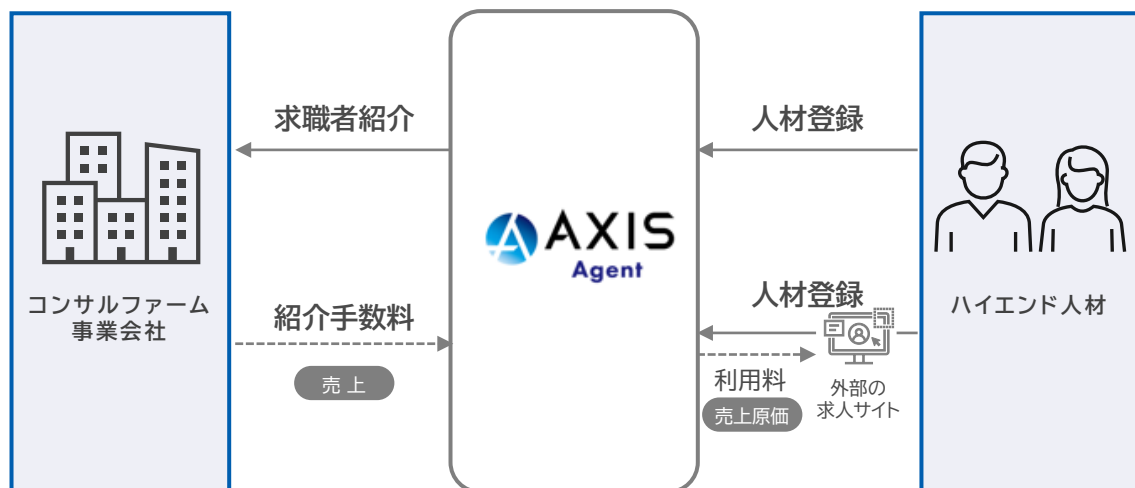 求職者紹介
人材登録
AXIS
Agent
コンサルファーム
事業会社
紹介手数料
売上
人材登録
ハイエンド人材
利用料
売上原価
外部の
求人サイト